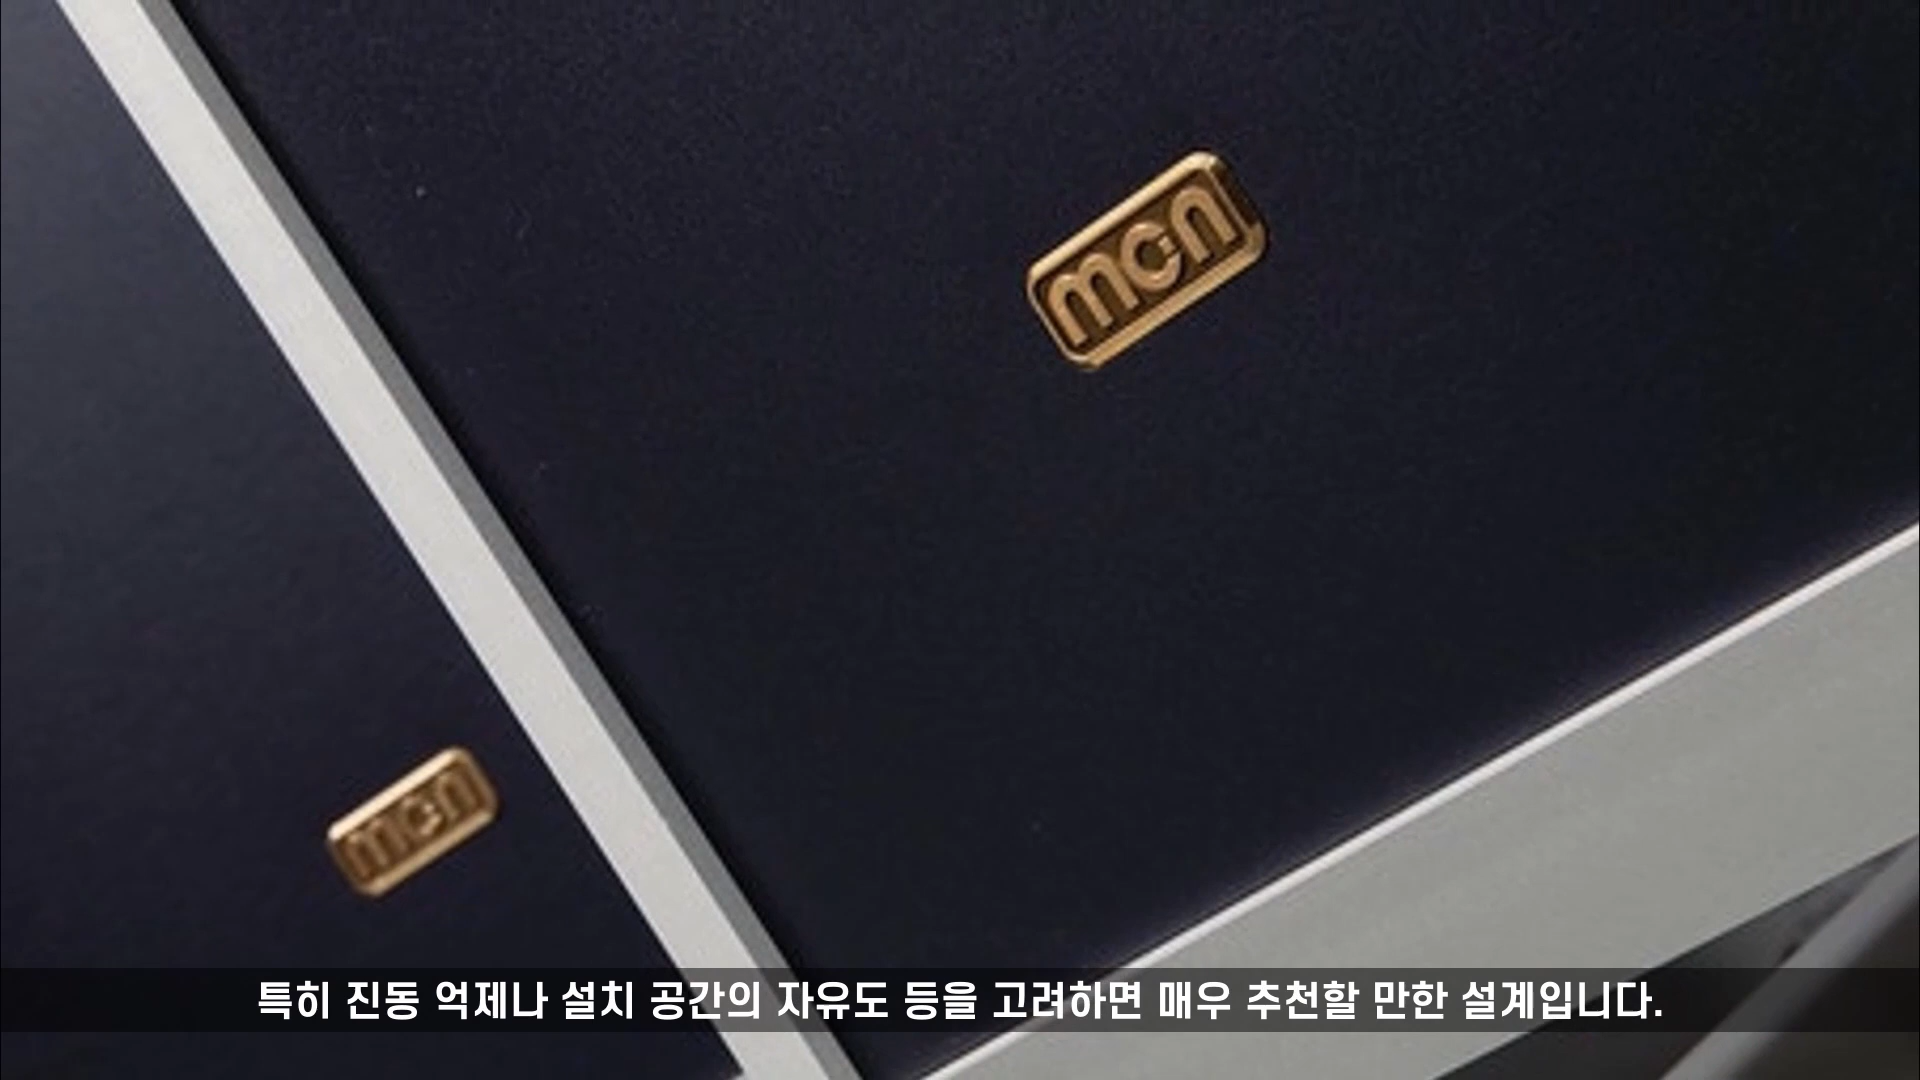 mcn
mcn
특히 진동 억제나 설치 공간의 자유도 등을 고려하면 매우 추천할 만한 설계입니다.